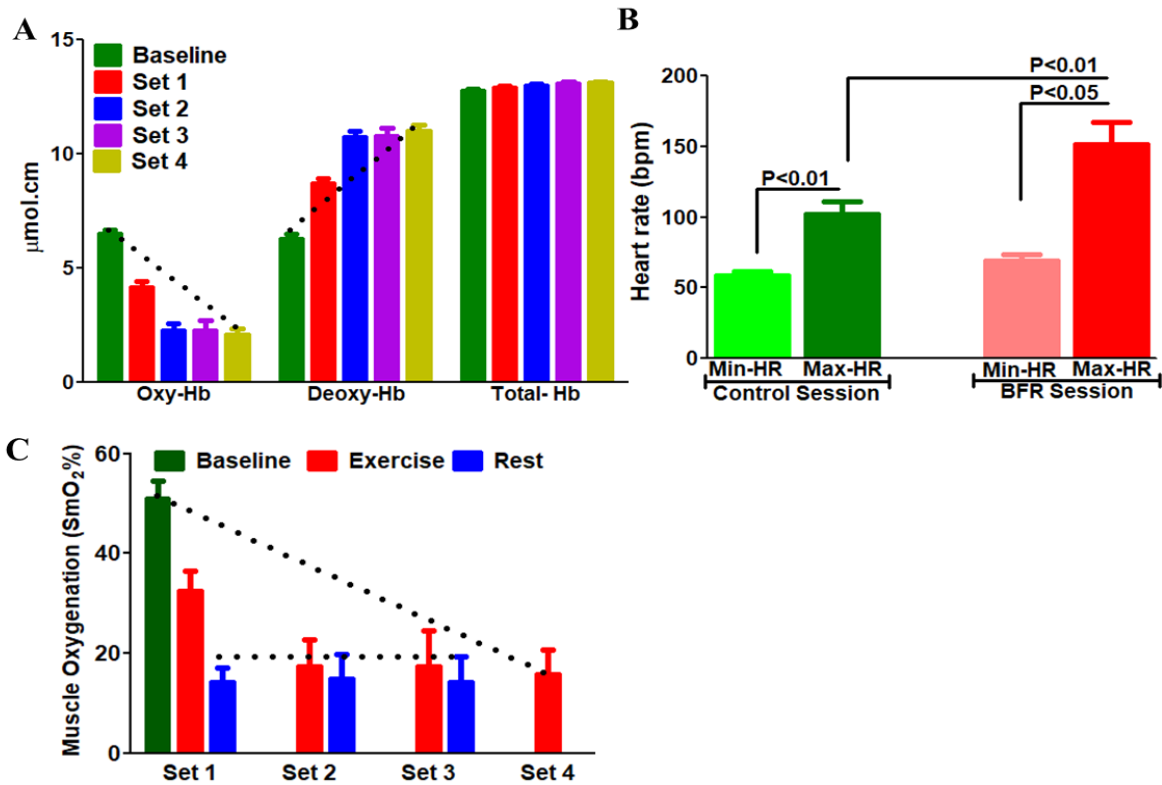 A
15
10
5
0
μmol.cm
Baseline
Set 1
Set 2
Set 3
Set 4
Oxy-Hb
Deoxy-Hb
Total- Hb
B
200
150
100
50
0
Heart rate (bpm)
P<0.01
P<0.05
P<0.01
Min-HR
Max-HR
Min-HR
Max-HR
Control Session
BFR Session
C
60
40
20
0
Muscle Oxygenation (SmO₂%)
Baseline
Exercise
Rest
Set 1
Set 2
Set 3
Set 4